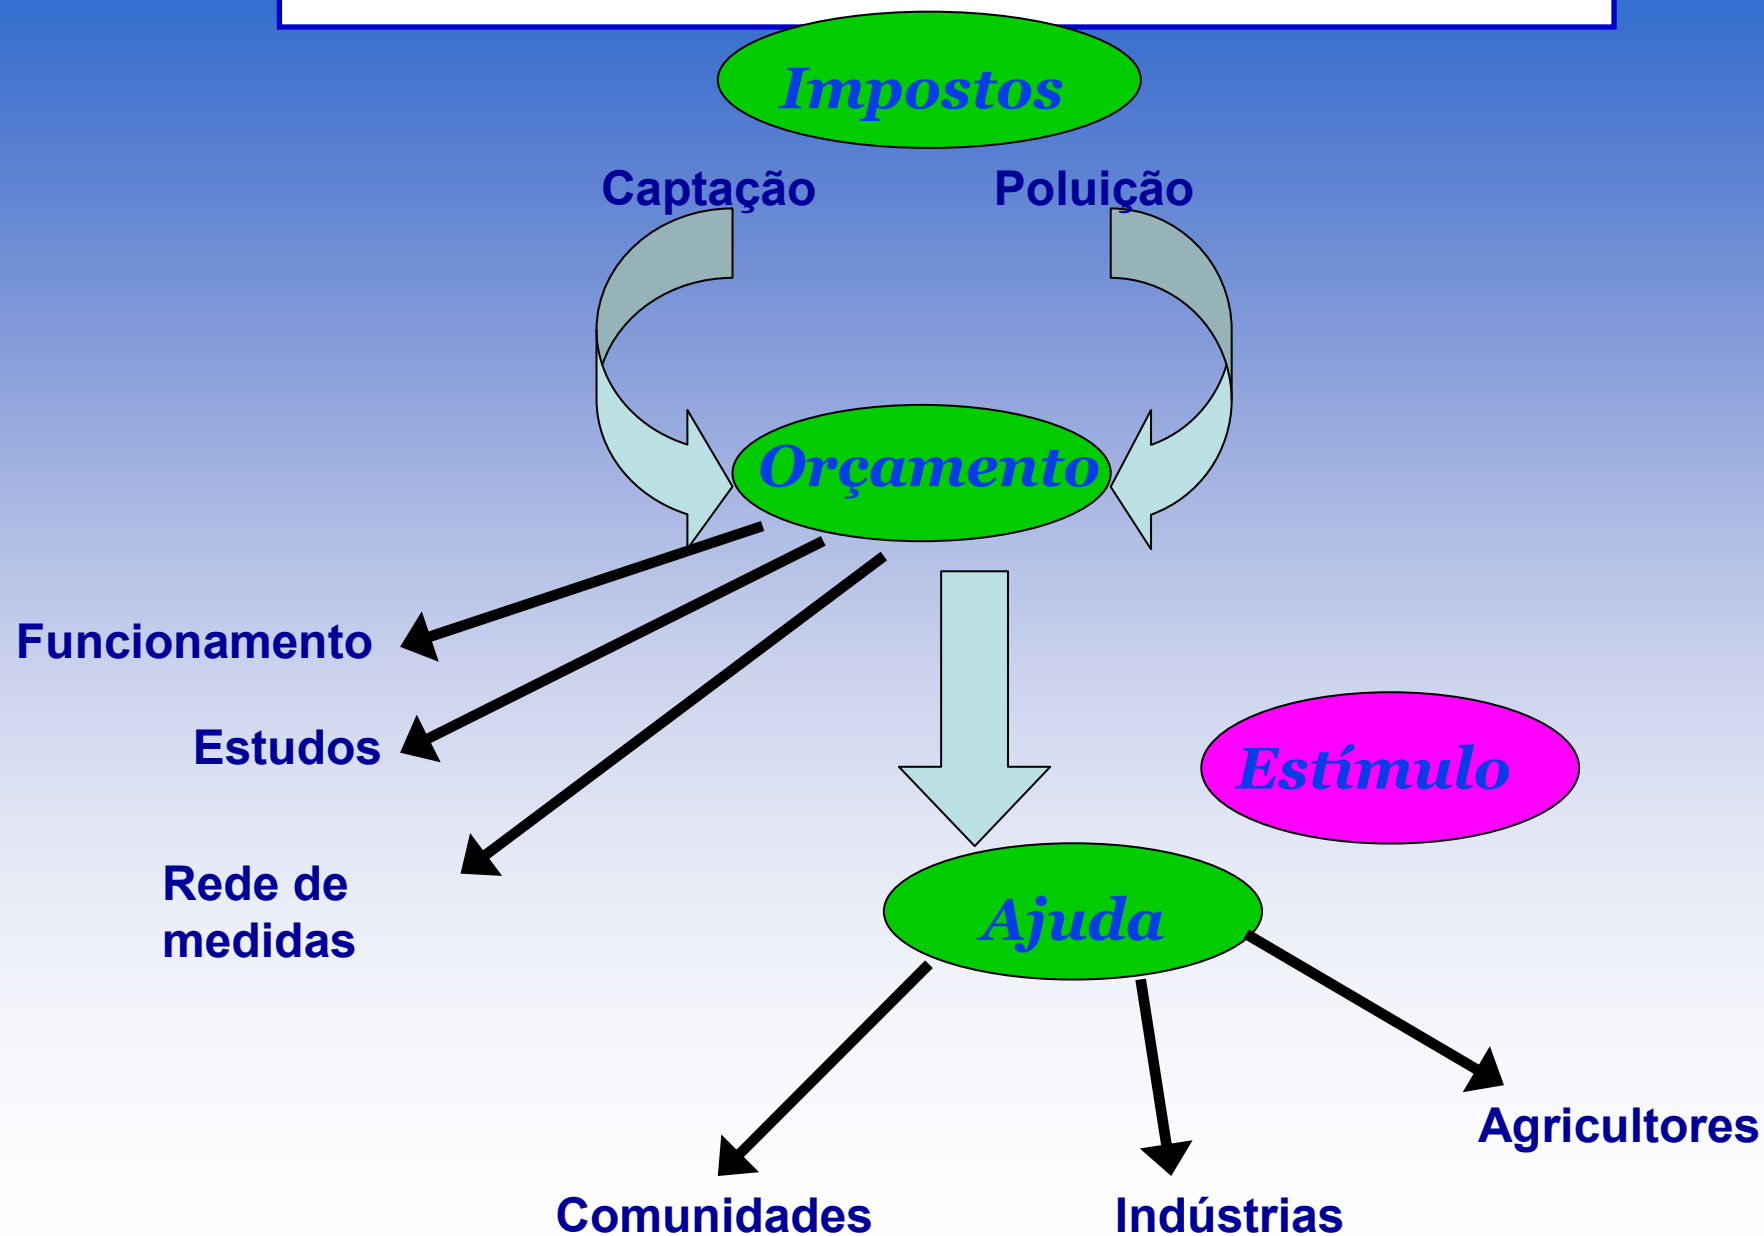 Impostos
Captação
Poluição
Orçamento
Funcionamento
Estudos
Estímulo
Rede de
medidas
Ajuda
Agricultores
Comunidades
Indústrias